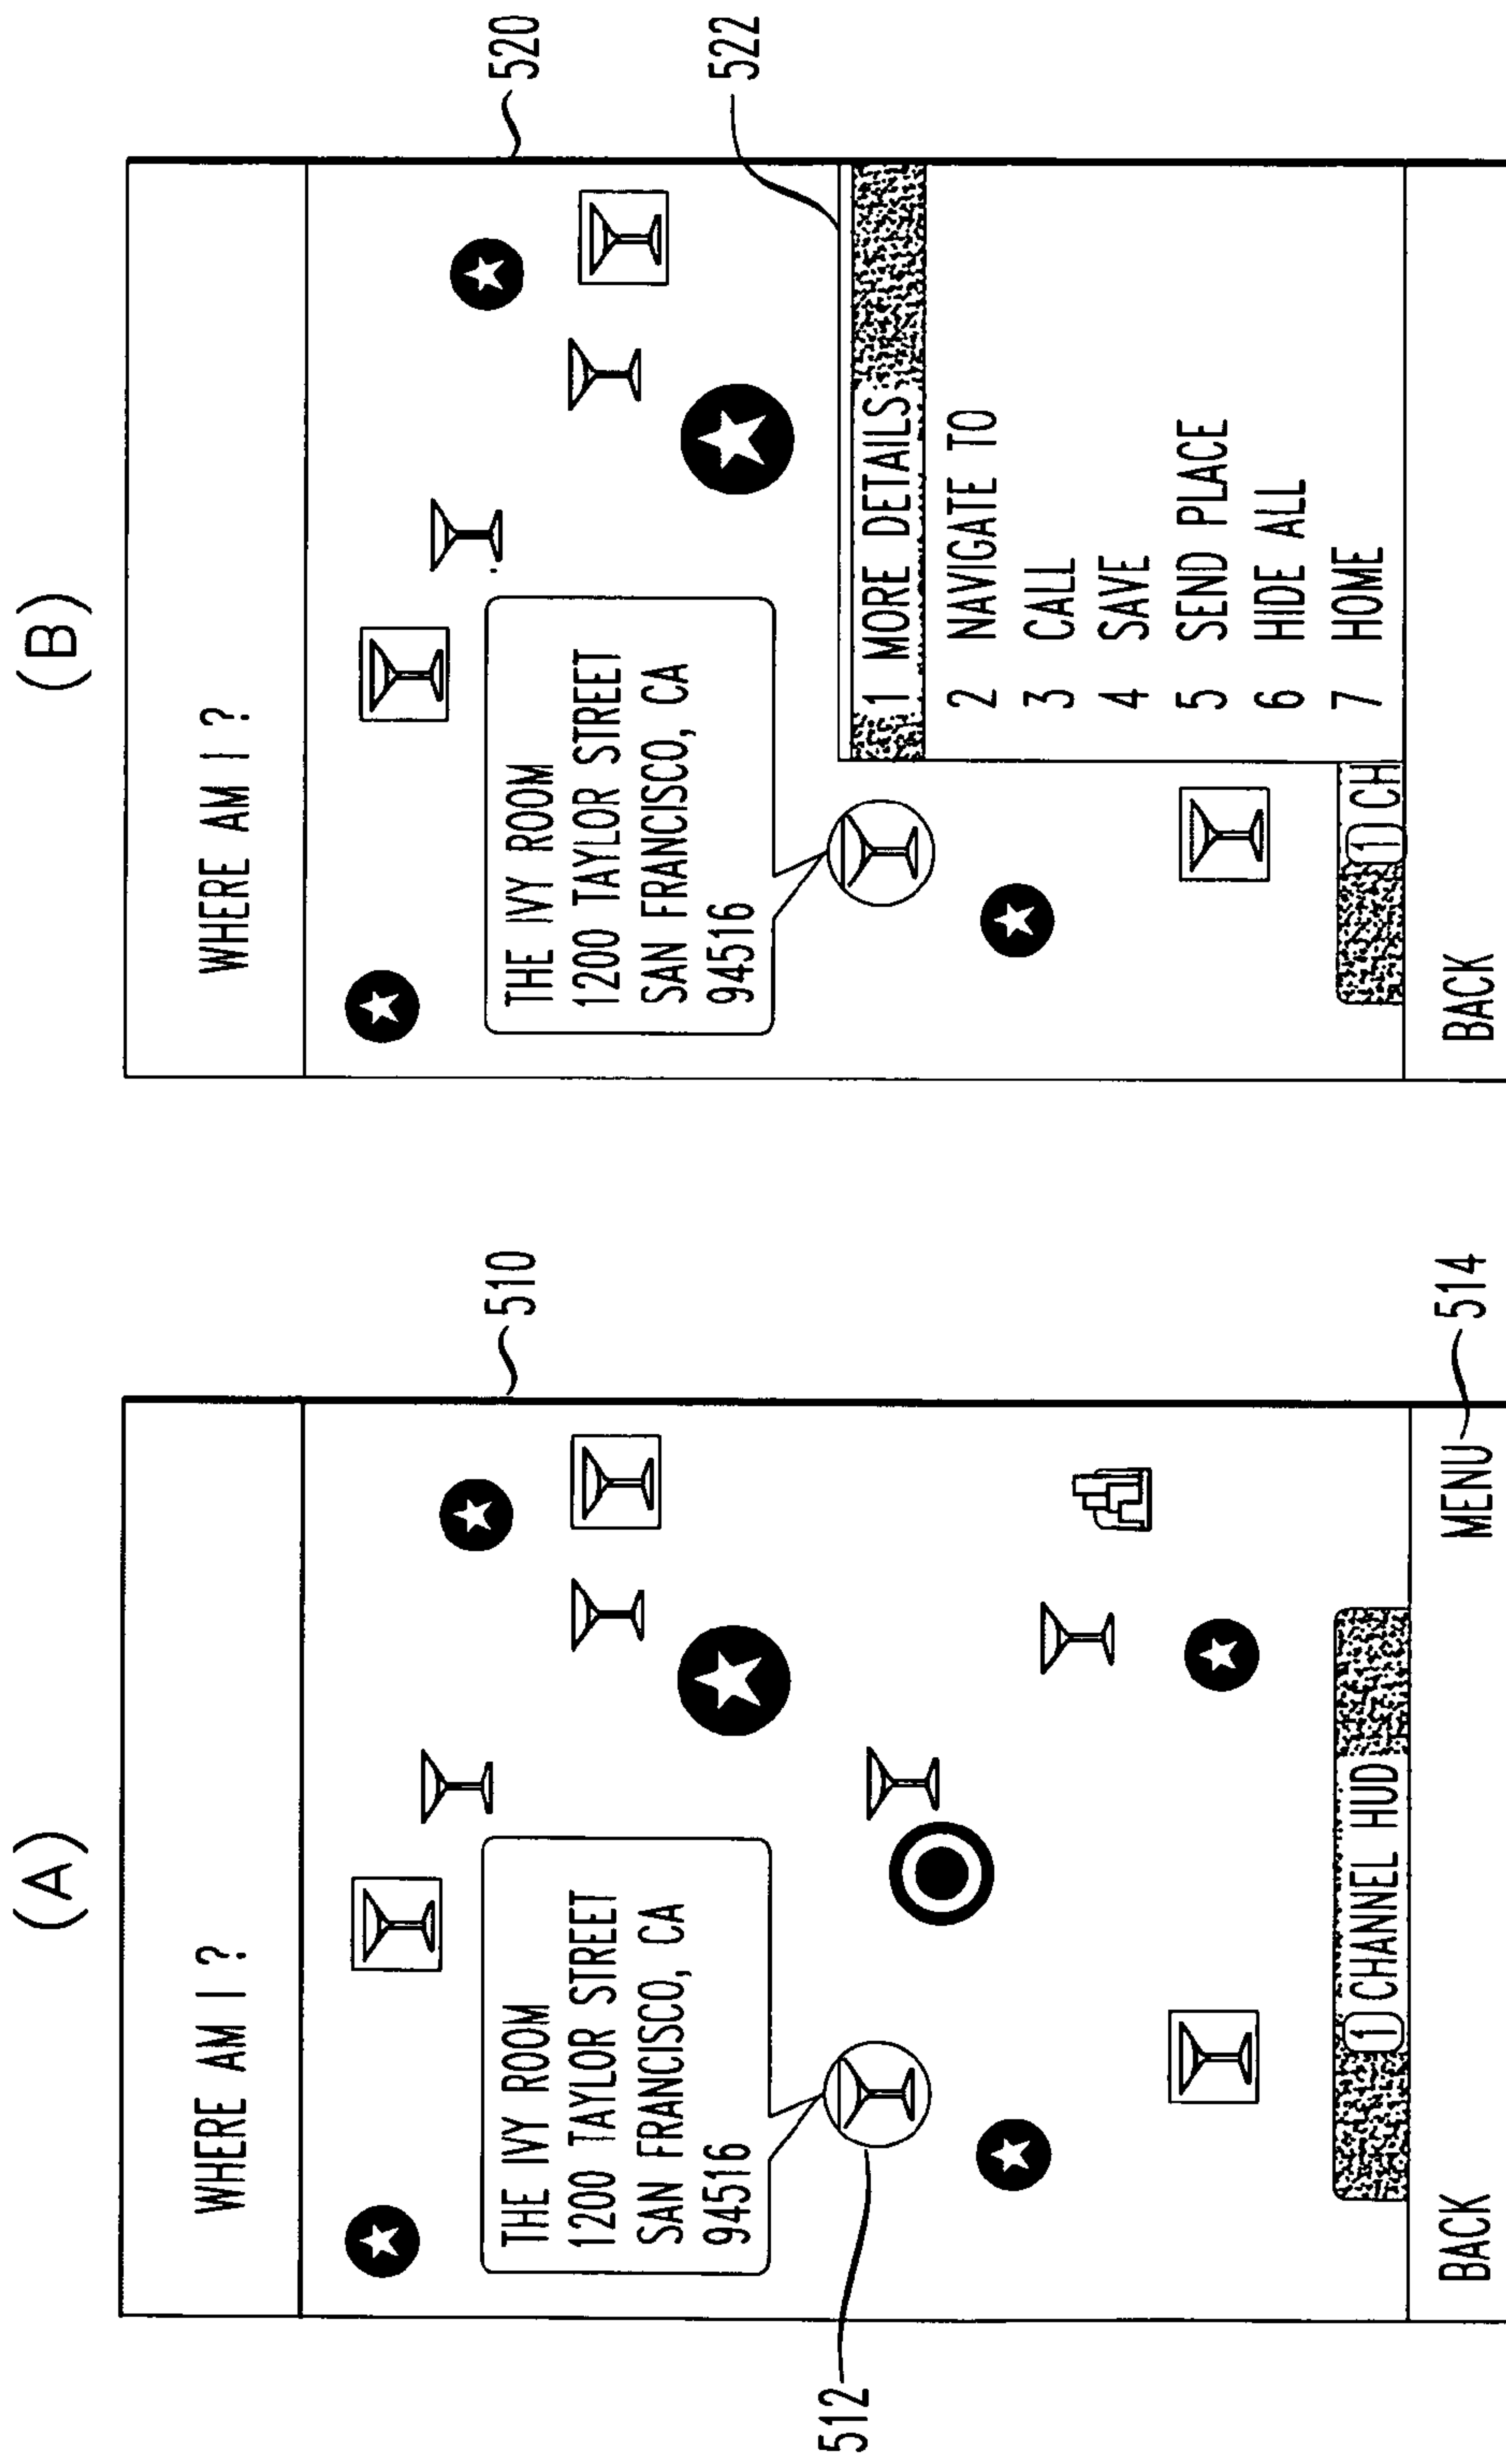 (A)
WHERE AM I ?
510
THE IVY ROOM
1200 TAYLOR STREET
SAN FRANCISCO, CA
94516
512
1 CHANNEL HUD
BACK
MENU
514
(B)
WHERE AM I ?
520
THE IVY ROOM
1200 TAYLOR STREET
SAN FRANCISCO, CA
94516
522
1 MORE DETAILS
2 NAVIGATE TO
3 CALL
4 SAVE
5 SEND PLACE
6 HIDE ALL
7 HOME
1 CH
BACK